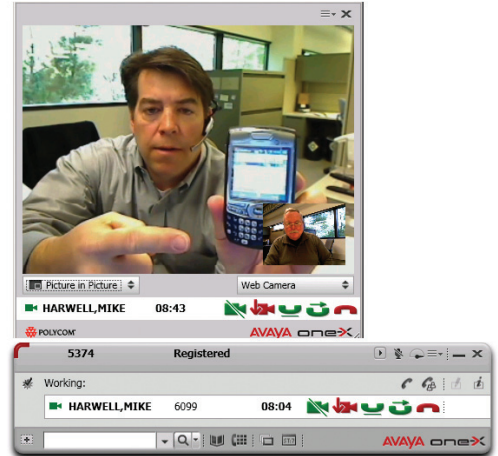 Picture in Picture
Web Camera
HARWELL,MIKE 08:43
POLYCOM
AVAYA one-X
5374 Registered
Working:
HARWELL,MIKE 6099 08:04
AVAYA one-X